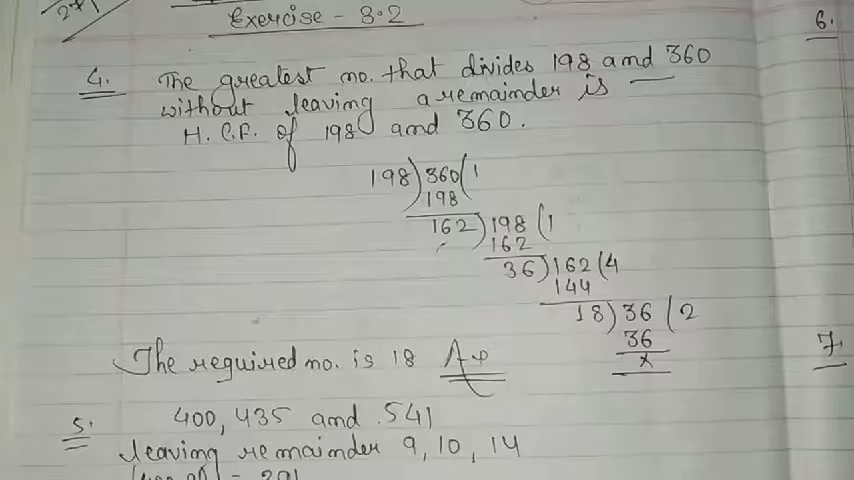 271
Exercise - 8.2
6.
4. The greatest no. that divides 198 and 360
without leaving a remainder is
H.C.F. of 198 and 360.
198)360(1
198
162)198(1
162
36)162(4
144
18)36(2
36
x
The required no. is 18
7.
5. 400, 435 and 541
leaving remainder 9, 10, 14